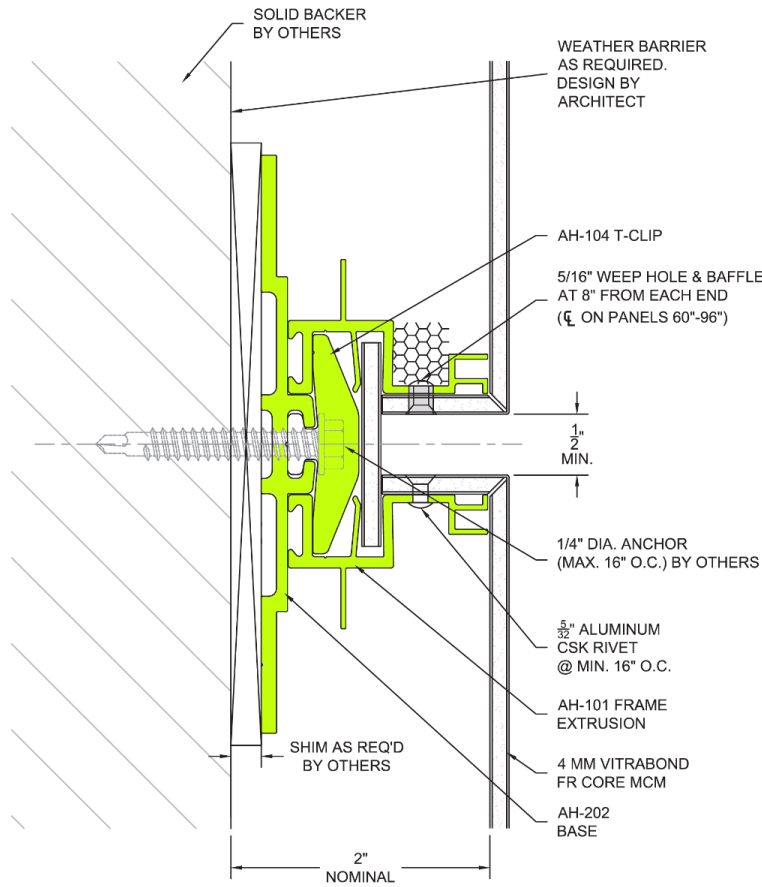 SOLID BACKER
BY OTHERS
WEATHER BARRIER
AS REQUIRED.
DESIGN BY
ARCHITECT
AH-104 T-CLIP
5/16" WEEP HOLE & BAFFLE
AT 8" FROM EACH END
(℄ ON PANELS 60"-96")
1/2"
MIN.
1/4" DIA. ANCHOR
(MAX. 16" O.C.) BY OTHERS
5/32" ALUMINUM
CSK RIVET
@ MIN. 16" O.C.
AH-101 FRAME
EXTRUSION
SHIM AS REQ'D
BY OTHERS
4 MM VITRABOND
FR CORE MCM
AH-202
BASE
2"
NOMINAL